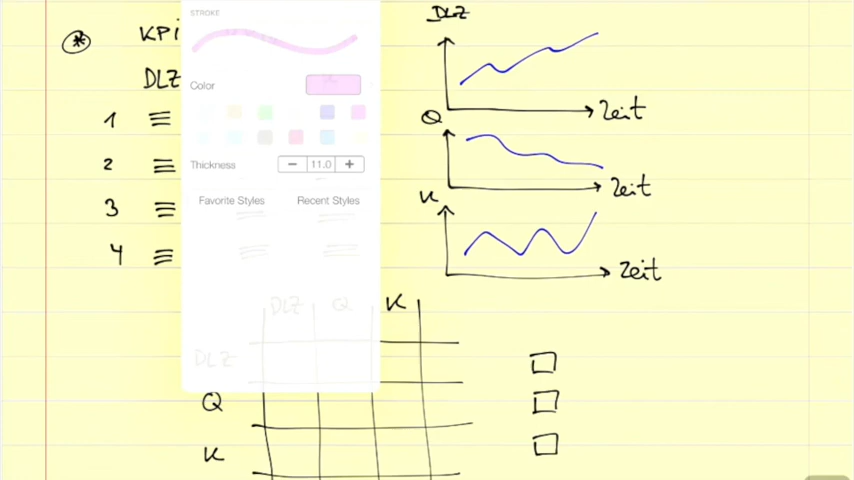 DLZ
STROKE
KPI
Color
Zeit
DLZ
Q
1
2
Thickness
− 11.0 +
Zeit
K
Favorite Styles Recent Styles
3
4
Zeit
DLZ Q K
DLZ
Q
K